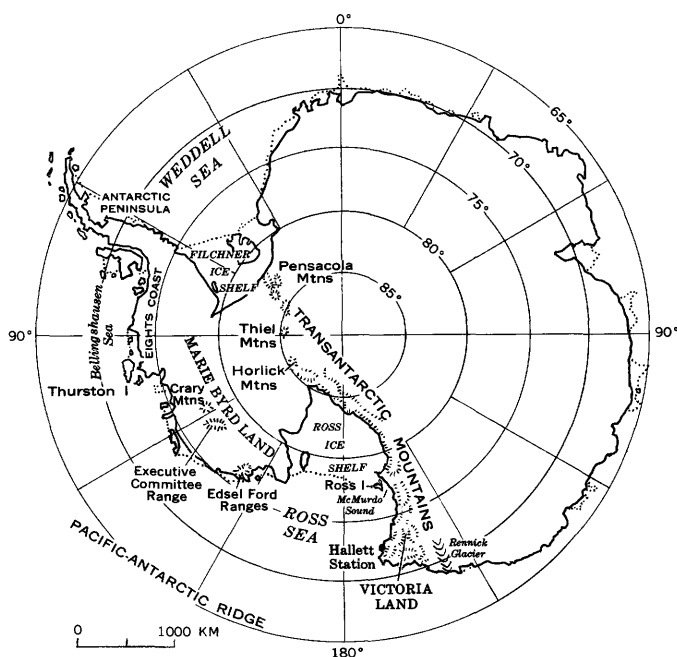 0°
65°
70°
75°
80°
85°
WEDDELL
SEA
ANTARCTIC
PENINSULA
FILCHNER
ICE
SHELF
Pensacola
Mtns
90°
Bellingshausen
Sea
EIGHTS COAST
Thiel
Mtns
TRANSANTARCTIC
MOUNTAINS
90°
MARIE BYRD LAND
Horlick
Mtns
Thurston I
Crary
Mtns
ROSS
ICE
SHELF
Executive
Committee
Range
Edsel Ford
Ranges
Ross I
McMurdo
Sound
ROSS
SEA
Hallett
Station
Rennick
Glacier
VICTORIA
LAND
PACIFIC-ANTARCTIC RIDGE
0 1000 KM
180°